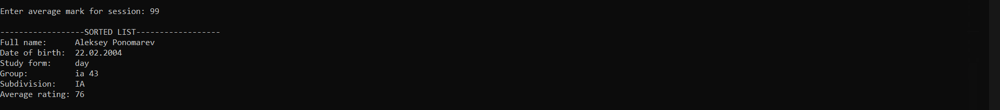 Enter average mark for session: 99
------------------SORTED LIST------------------
Full name:      Aleksey Ponomarev
Date of birth:  22.02.2004
Study form:     day
Group:          ia 43
Subdivision:    IA
Average rating: 76